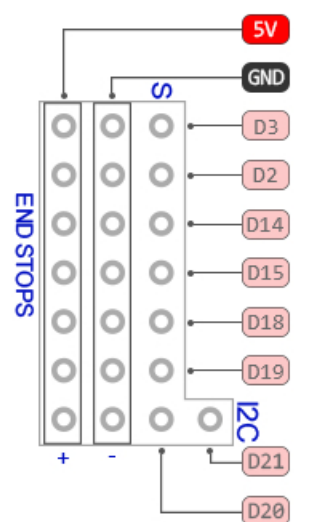 5V
GND
S
D3
D2
D14
D15
D18
D19
END STOPS
I2C
+ -
D21
D20